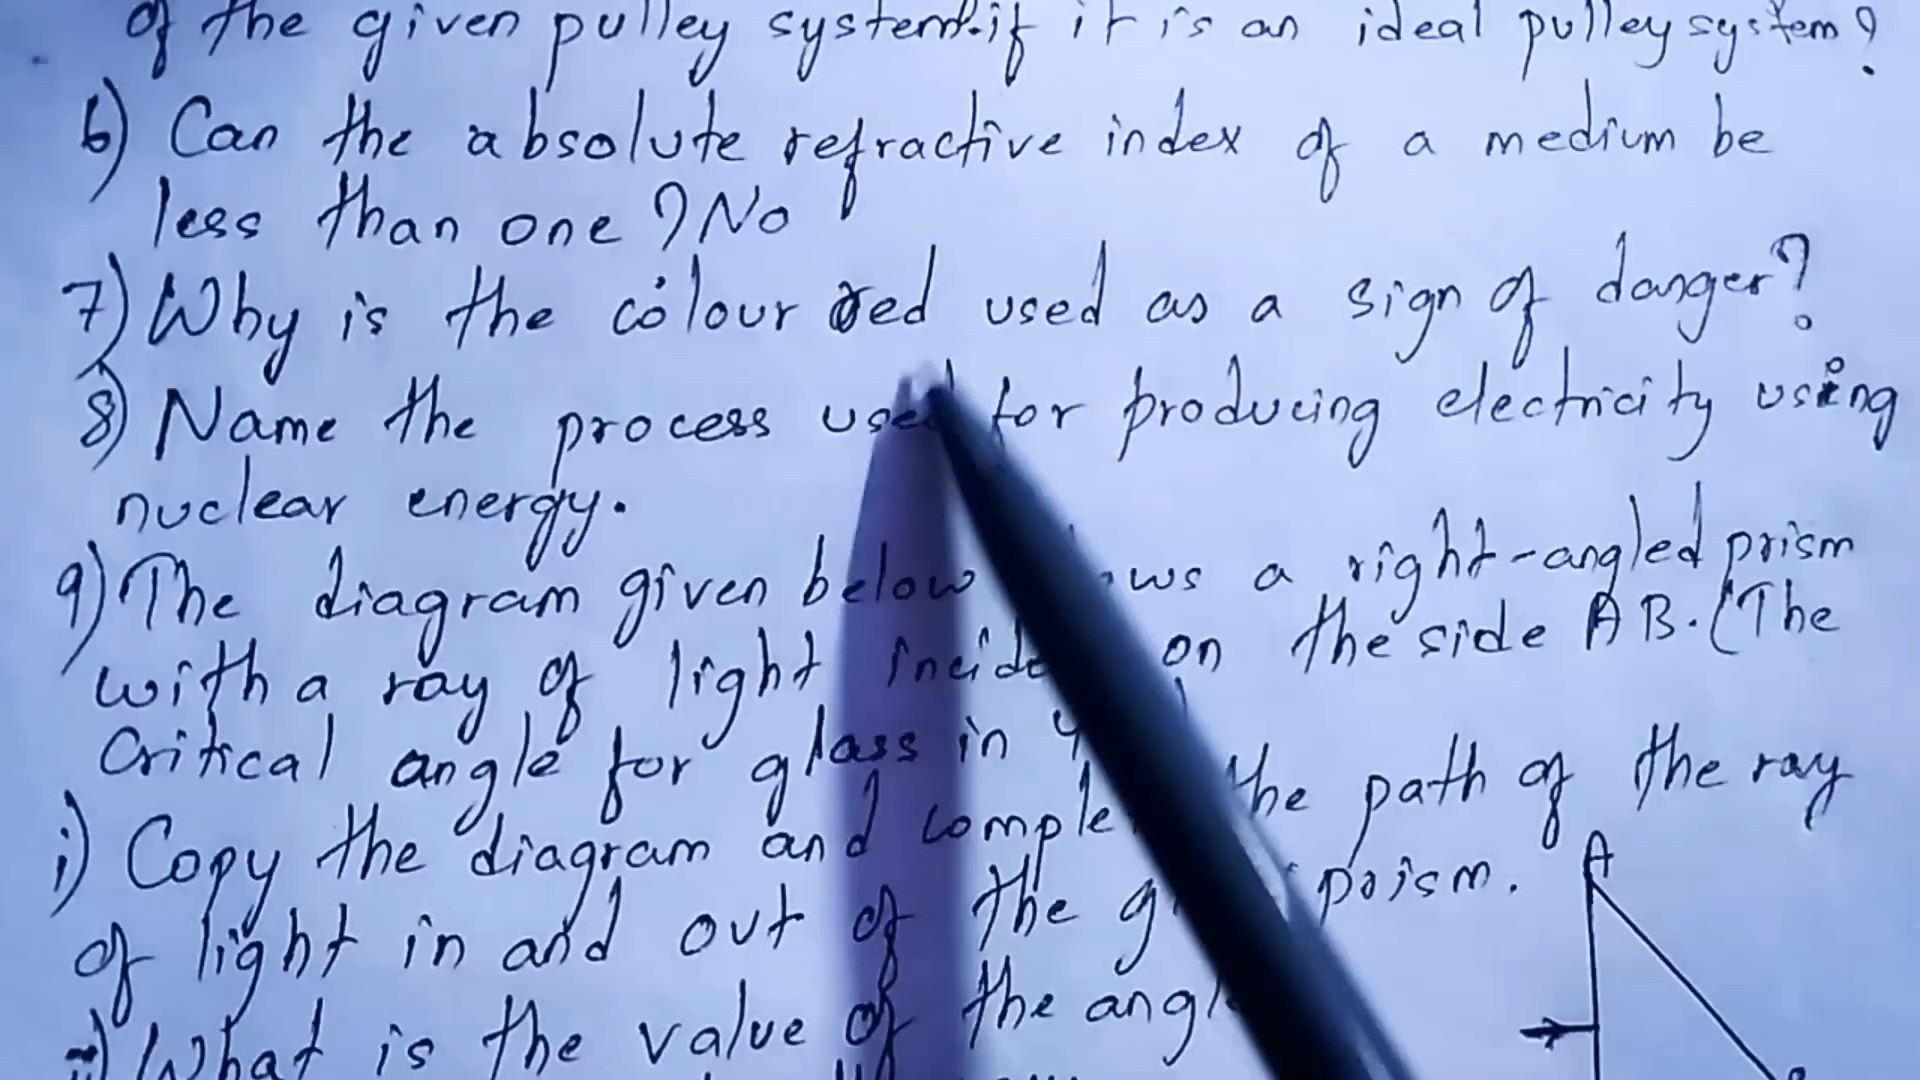 of the given pulley system.if it is an ideal pulley system?
6) Can the absolute refractive index of a medium be
less than one? No
7) Why is the colour red used as a sign of danger?
8) Name the process used for producing electricity using
nuclear energy.
9) The diagram given below a right-angled prism
with a ray of light on the side AB. (The
Critical angle for glass in
i) Copy the diagram and the path of the ray
of light in and out of the prism.
A
What is the value of the